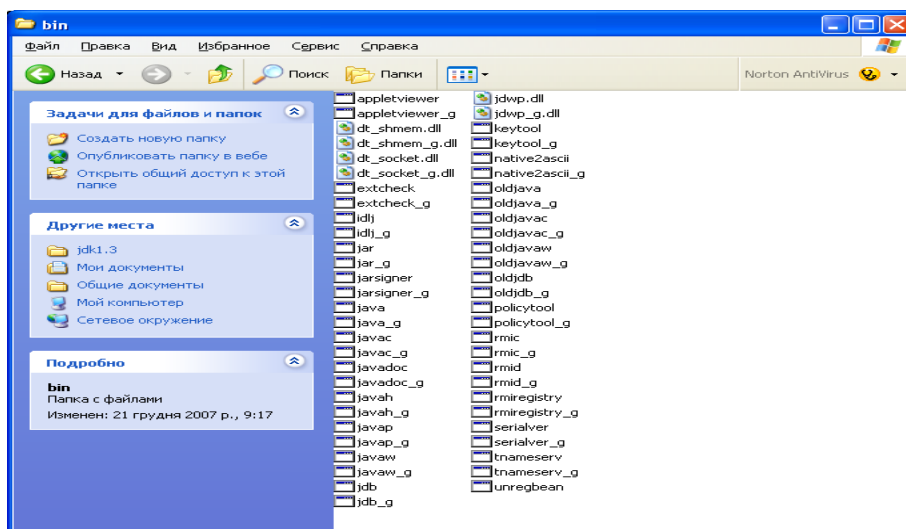 bin
Файл Правка Вид Избранное Сервис Справка
Назад Поиск Папки Norton AntiVirus
Задачи для файлов и папок
Создать новую папку
Опубликовать папку в вебе
Открыть общий доступ к этой
папке
Другие места
jdk1.3
Мои документы
Общие документы
Мой компьютер
Сетевое окружение
Подробно
bin
Папка с файлами
Изменен: 21 грудня 2007 р., 9:17
appletviewer
appletviewer_g
dt_shmem.dll
dt_shmem_g.dll
dt_socket.dll
dt_socket_g.dll
extcheck
extcheck_g
idlj
idlj_g
jar
jar_g
jarsigner
jarsigner_g
java
java_g
javac
javac_g
javadoc
javadoc_g
javah
javah_g
javap
javap_g
javaw
javaw_g
jdb
jdb_g
jdwp.dll
jdwp_g.dll
keytool
keytool_g
native2ascii
native2ascii_g
oldjava
oldjava_g
oldjavac
oldjavac_g
oldjavaw
oldjavaw_g
oldjdb
oldjdb_g
policytool
policytool_g
rmic
rmic_g
rmid
rmid_g
rmiregistry
rmiregistry_g
serialver
serialver_g
tnameserv
tnameserv_g
unregbean